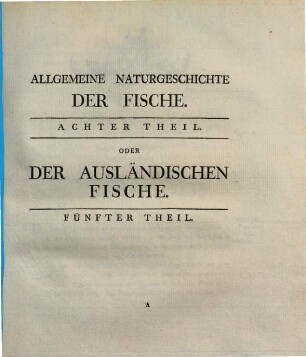 ALLGEMEINE NATURGESCHICHTE
DER FISCHE.
ACHTER THEIL.
ODER
DER AUSLÄNDISCHEN
FISCHE.
FÜNFTER THEIL.
A